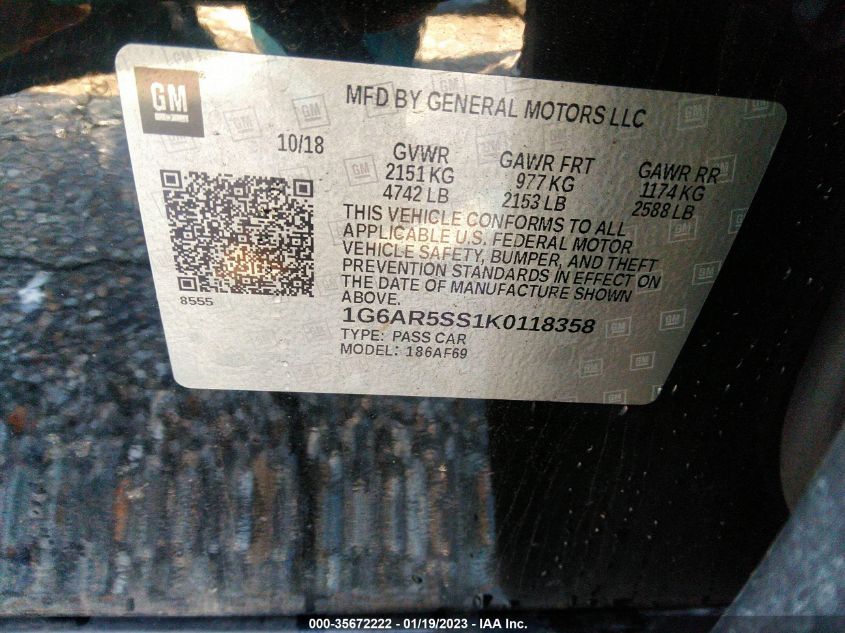 GM
MFD BY GENERAL MOTORS LLC
10/18
GVWR GAWR FRT GAWR RR
2151 KG 977 KG 1174 KG
4742 LB 2153 LB 2588 LB
THIS VEHICLE CONFORMS TO ALL
APPLICABLE U.S. FEDERAL MOTOR
VEHICLE SAFETY, BUMPER, AND THEFT
PREVENTION STANDARDS IN EFFECT ON
THE DATE OF MANUFACTURE SHOWN
ABOVE.
8555
1G6AR5SS1K0118358
TYPE: PASS CAR
MODEL: 186AF69
000-35672222 - 01/19/2023 - IAA Inc.